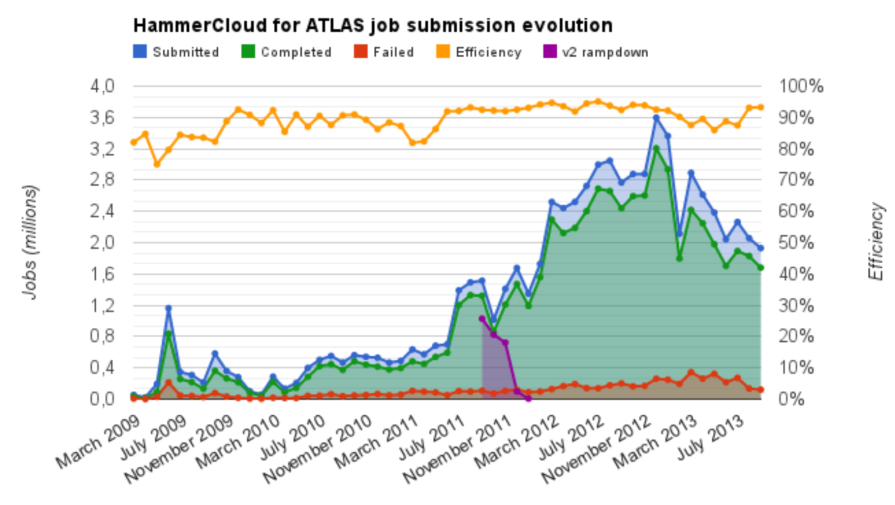 HammerCloud for ATLAS job submission evolution
Submitted Completed Failed Efficiency v2 rampdown
4,0 100%
3,6 90%
3,2 80%
2,8 70%
2,4 60%
2,0 50%
1,6 40%
1,2 30%
0,8 20%
0,4 10%
0,0 0%
Jobs (millions)
Efficiency
March 2009 July 2009 November 2009 March 2010 July 2010 November 2010 March 2011 July 2011 November 2011 March 2012 July 2012 November 2012 March 2013 July 2013